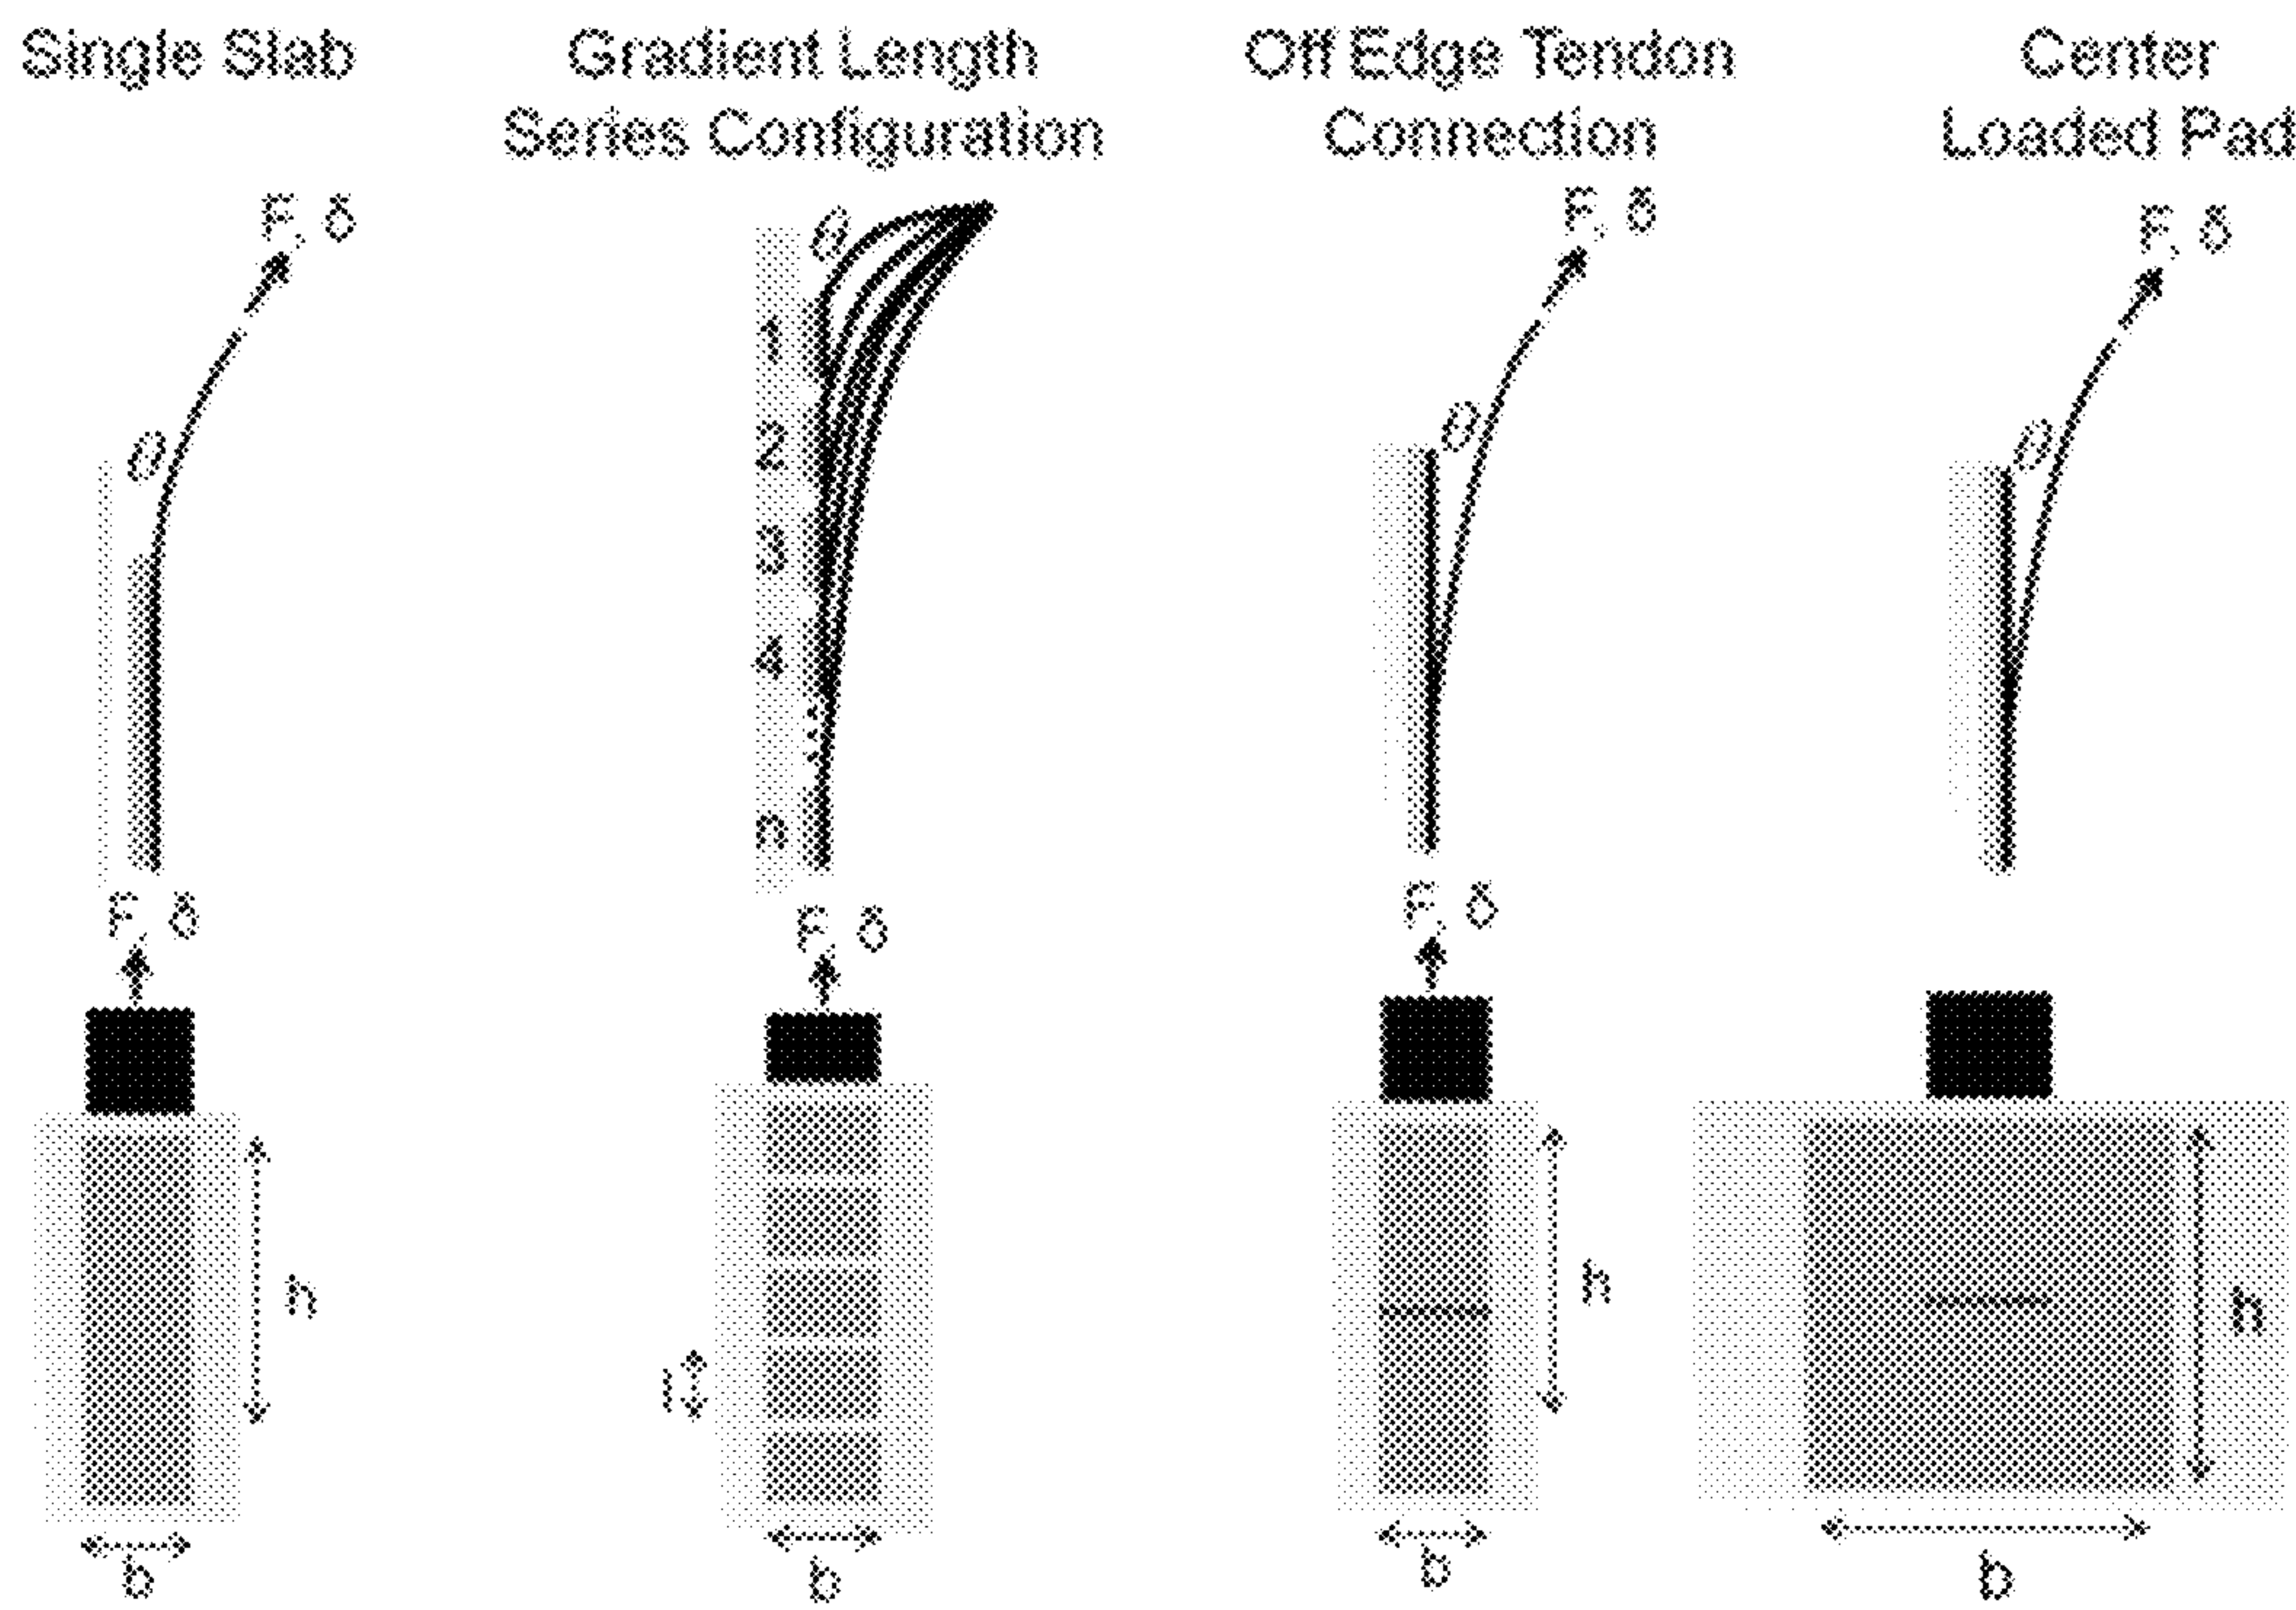 Single Slab
Gradient Length
Series Configuration
Off Edge Tendon
Connection
Center
Loaded Pad
F, δ
θ
F, δ
h
b
θ
1
2
3
4
n
F, δ
l
b
F, δ
θ
F, δ
h
b
F, δ
θ
h
b